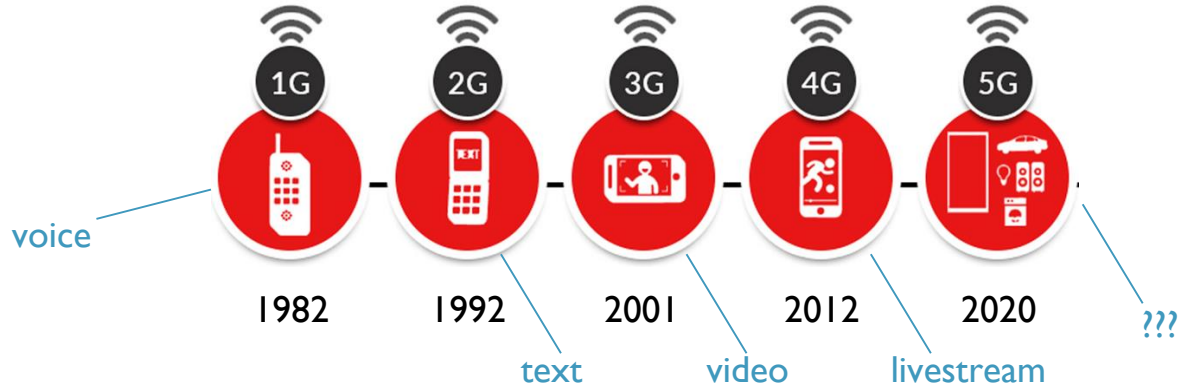 1G 2G 3G 4G 5G
TEXT
voice
1982 1992 2001 2012 2020
???
text video livestream